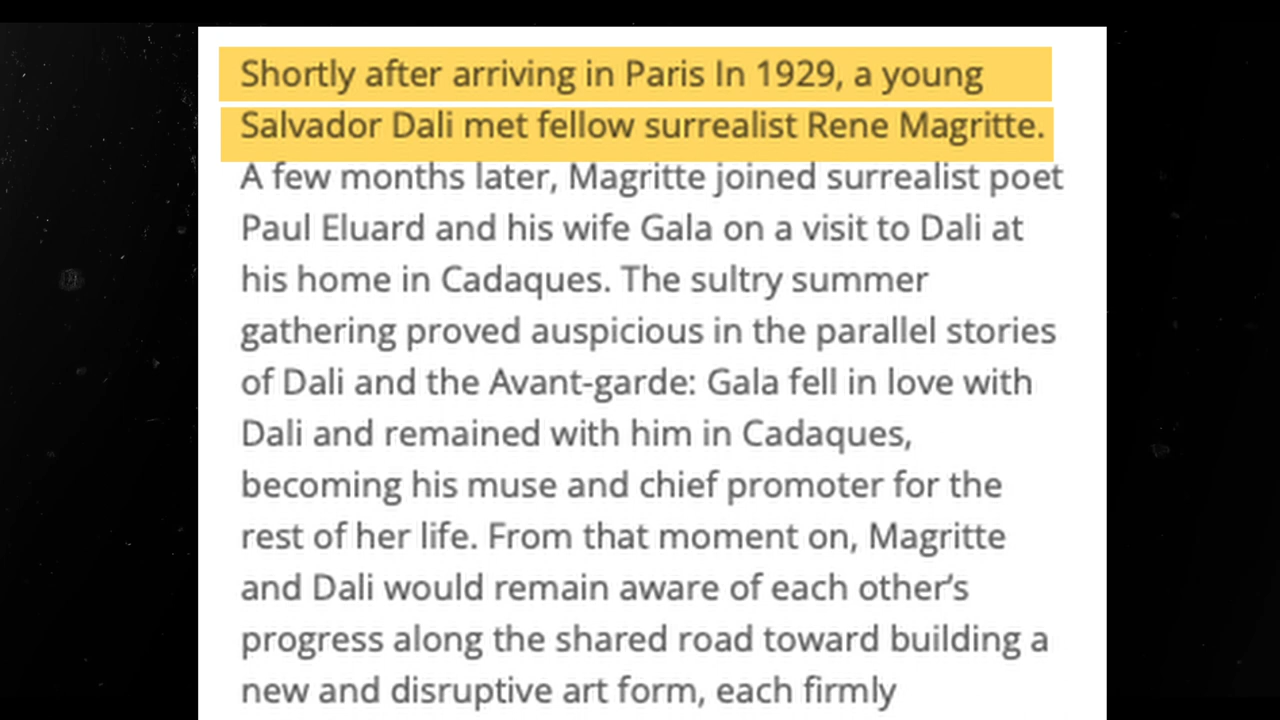 Shortly after arriving in Paris In 1929, a young
Salvador Dali met fellow surrealist Rene Magritte.
A few months later, Magritte joined surrealist poet
Paul Eluard and his wife Gala on a visit to Dali at
his home in Cadaques. The sultry summer
gathering proved auspicious in the parallel stories
of Dali and the Avant-garde: Gala fell in love with
Dali and remained with him in Cadaques,
becoming his muse and chief promoter for the
rest of her life. From that moment on, Magritte
and Dali would remain aware of each other’s
progress along the shared road toward building a
new and disruptive art form, each firmly